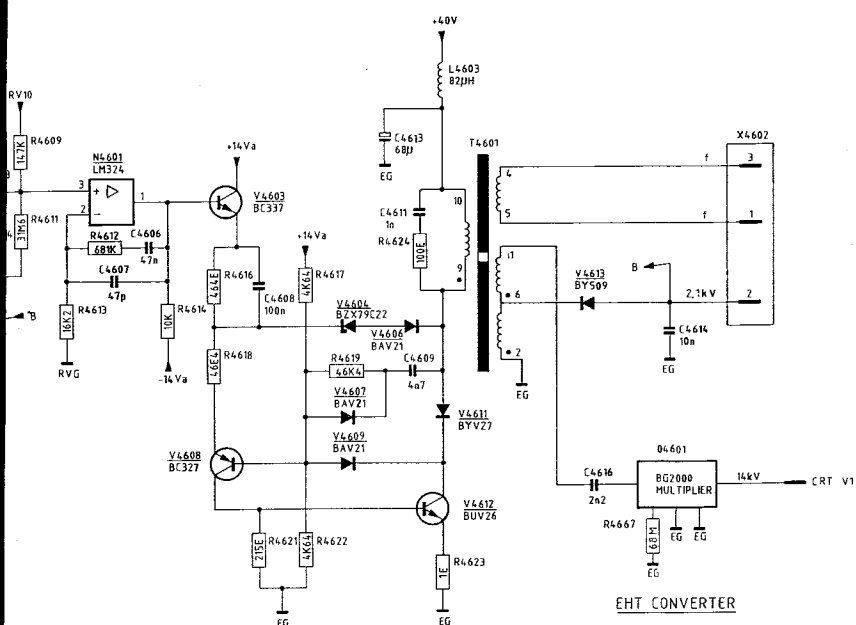 +40V
L4603
82µH
RV10
R4609
147K
C4613
68µ
EG
T4601
X4602
+14Va
N4601
LM324
3
+
1
2
−
V4603
BC337
4
f
3
5
f
1
R4611
31M6
R4612
681K
C4606
47n
C4607
47p
C4611
1n
R4624
100E
10
9
+14Va
R4616
464E
C4608
100n
R4617
4K64
11
6
2
V4613
BY509
B
2,1kV
2
C4614
10n
EG
R4613
16K2
R4614
10K
V4604
BZX79C22
V4606
BAV21
B
RVG
-14Va
R4618
46E4
R4619
46K4
C4609
4n7
V4607
BAV21
V4611
BYV27
EG
V4608
BC327
V4609
BAV21
V4612
BUV26
C4616
2n2
D4601
BG2000
MULTIPLIER
14kV
CRT V1
R4621
215E
R4622
4K64
R4623
1E
R4667
68M
EG
EG
EG
EG
EG
EHT CONVERTER